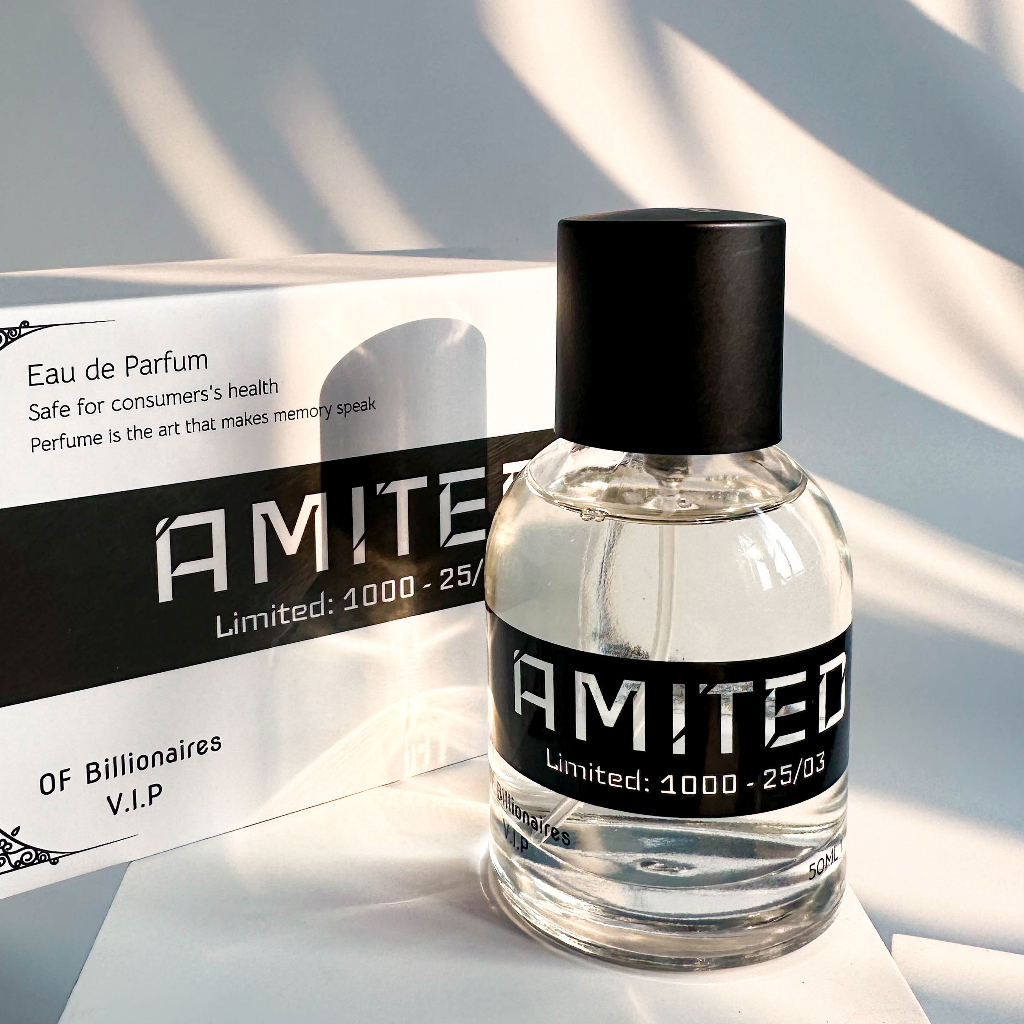 Eau de Parfum
Safe for consumers's health
Perfume is the art that makes memory speak
AMITE
Limited: 1000 - 25/
OF Billionaires
V.I.P
AMITED
Limited: 1000 - 25/03
Billionaires
V.I.P
50ML